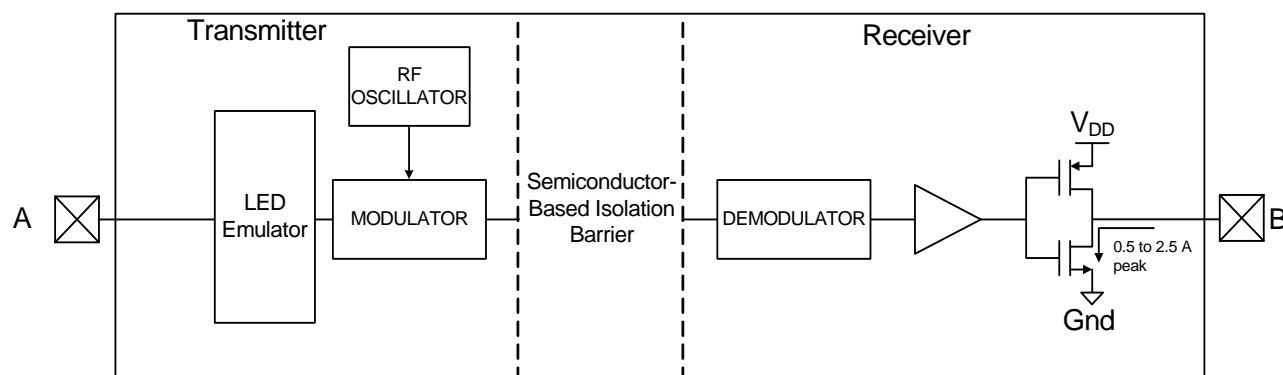 Transmitter
Receiver
RF
OSCILLATOR
V_DD
A
LED
Emulator
MODULATOR
Semiconductor-
Based Isolation
Barrier
DEMODULATOR
B
0.5 to 2.5 A
peak
Gnd